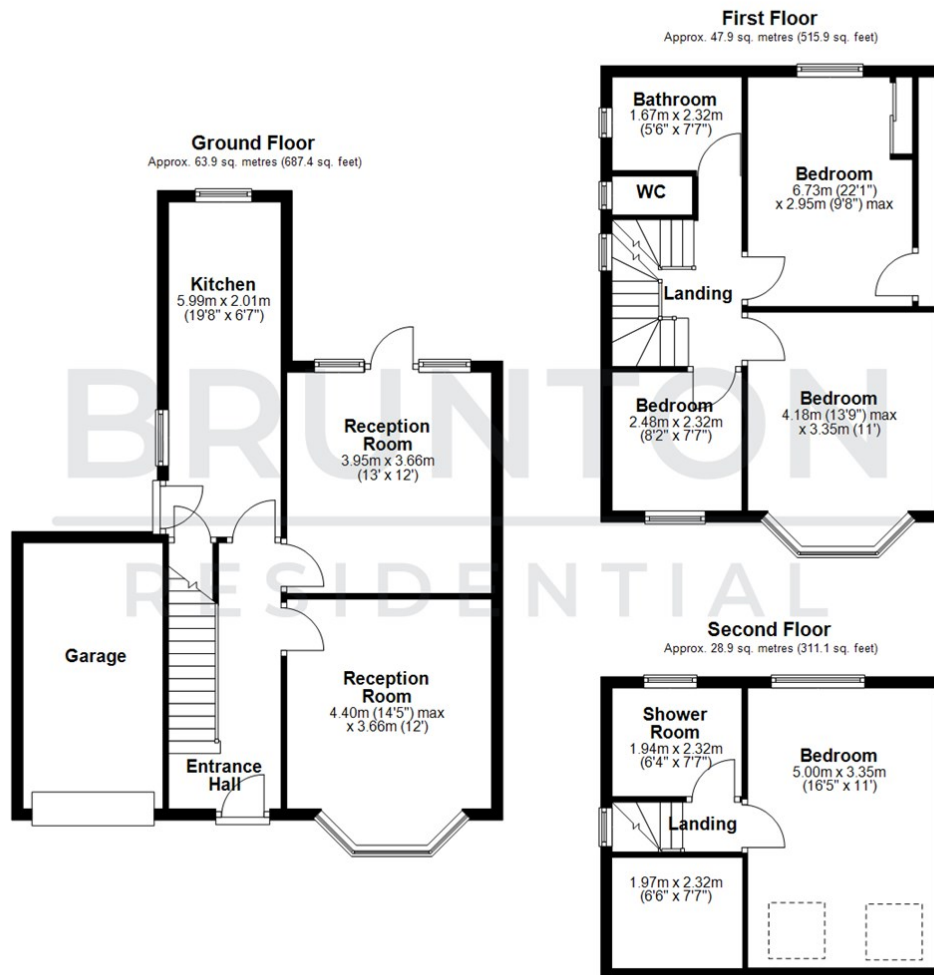 Ground Floor
Approx. 63.9 sq. metres (687.4 sq. feet)
Kitchen
5.99m x 2.01m
(19'8" x 6'7")
Reception
Room
3.95m x 3.66m
(13' x 12')
Garage
Reception
Room
4.40m (14'5") max
x 3.66m (12')
Entrance
Hall
First Floor
Approx. 47.9 sq. metres (515.9 sq. feet)
Bathroom
1.67m x 2.32m
(5'6" x 7'7")
WC
Bedroom
6.73m (22'1")
x 2.95m (9'8") max
Landing
Bedroom
2.48m x 2.32m
(8'2" x 7'7")
Bedroom
4.18m (13'9") max
x 3.35m (11')
Second Floor
Approx. 28.9 sq. metres (311.1 sq. feet)
Shower
Room
1.94m x 2.32m
(6'4" x 7'7")
Bedroom
5.00m x 3.35m
(16'5" x 11')
Landing
1.97m x 2.32m
(6'6" x 7'7")
BRUNTON
RESIDENTIAL